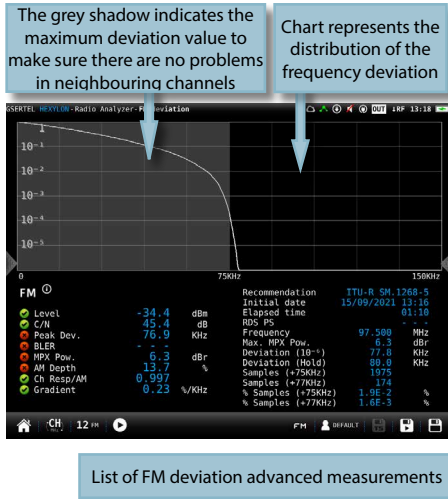 The grey shadow indicates the
maximum deviation value to
make sure there are no problems
in neighbouring channels
Chart represents the
distribution of the
frequency deviation
GSERTEL HEXYLON-Radio Analyzer-FM Deviation
OUT ↓RF 13:18
1
10⁻¹
10⁻²
10⁻³
10⁻⁴
10⁻⁵
0 75KHz 150KHz
FM
Level -34.4 dBm
C/N 45.4 dB
Peak Dev. 76.9 KHz
BLER - - -
MPX Pow. 6.3 dBr
AM Depth 13.7 %
Ch Resp/AM 0.997
Gradient 0.23 %/KHz
Recommendation ITU-R SM.1268-5
Initial date 15/09/2021 13:16
Elapsed time 01:10
RDS PS - - -
Frequency 97.500 MHz
Max. MPX Pow. 6.3 dBr
Deviation (10⁻⁶) 77.8 KHz
Deviation (Hold) 80.0 KHz
Samples (+75KHz) 1975
Samples (+77KHz) 174
% Samples (+75KHz) 1.9E-2 %
% Samples (+77KHz) 1.6E-3 %
CH 12 FM FM DEFAULT
List of FM deviation advanced measurements